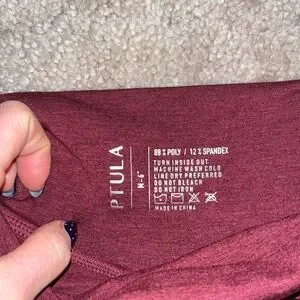 PTULA
M-6"
88% POLY / 12% SPANDEX
TURN INSIDE OUT
MACHINE WASH COLD
LINE DRY PREFERRED
DO NOT BLEACH
DO NOT IRON
MADE IN CHINA